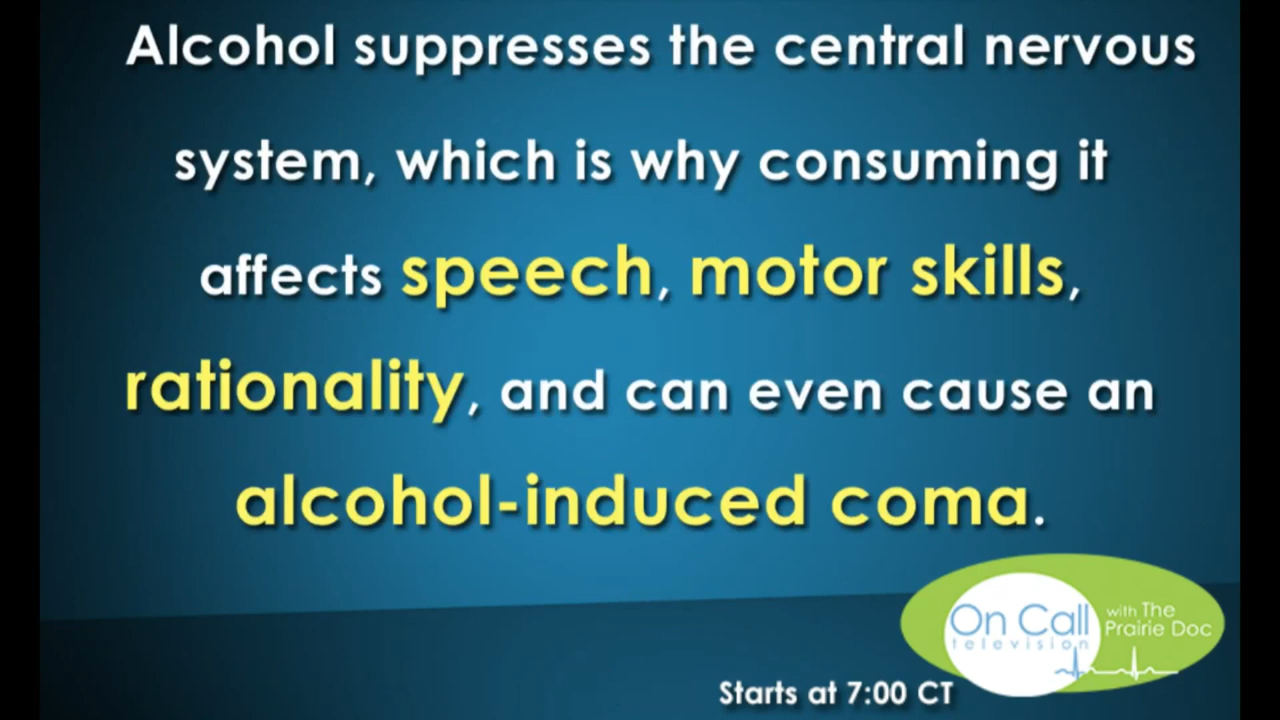 Alcohol suppresses the central nervous
system, which is why consuming it
affects speech, motor skills,
rationality, and can even cause an
alcohol-induced coma.
On Call
television
with The
Prairie Doc
Starts at 7:00 CT